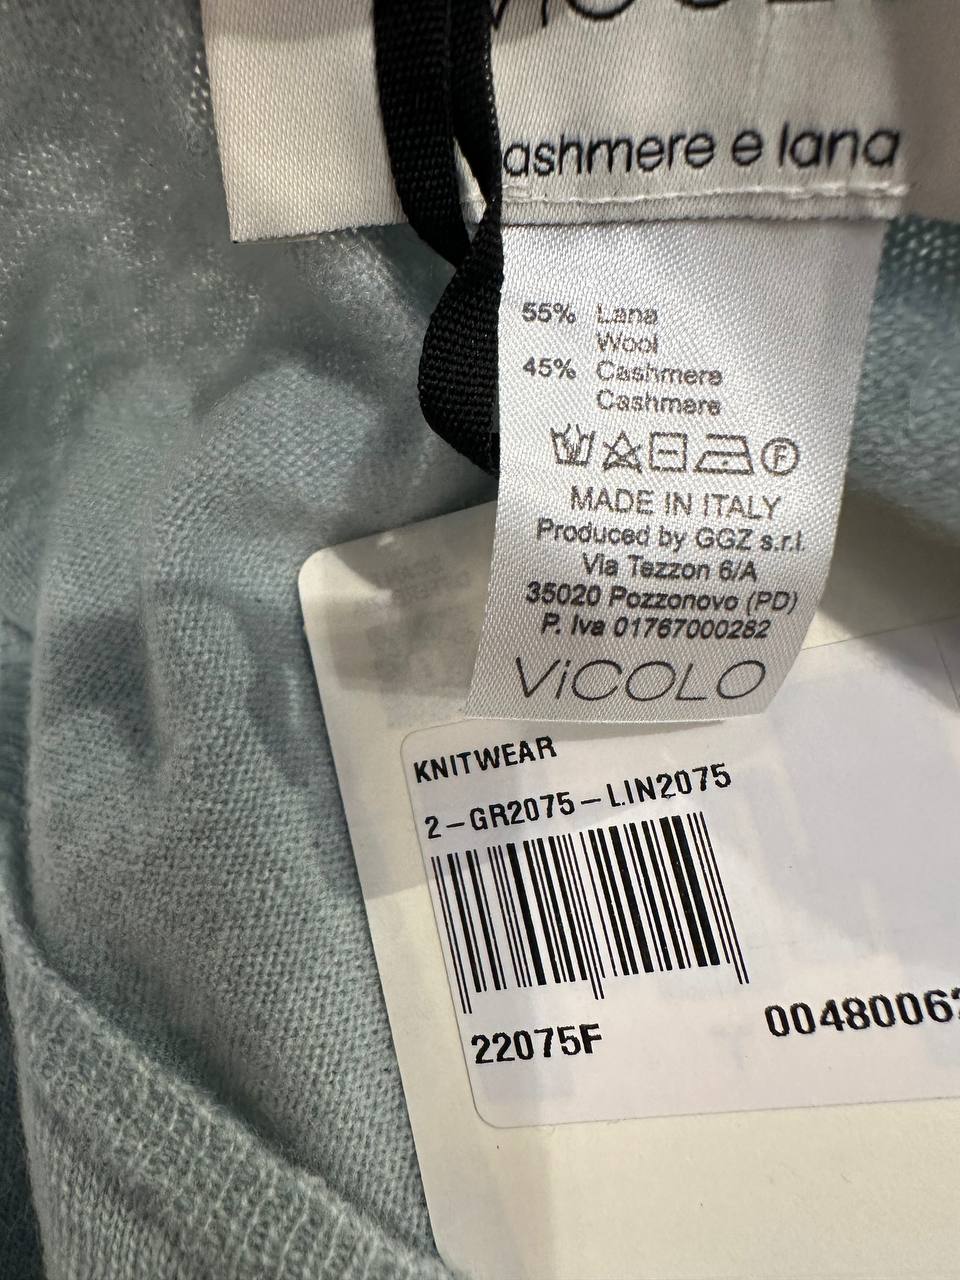 ViCOLO
ashmere e lana
55% Lana
Wool
45% Cashmere
Cashmere
F
MADE IN ITALY
Produced by GGZ s.r.l.
Via Tezzon 6/A
35020 Pozzonovo (PD)
P. Iva 01767000282
ViCOLO
KNITWEAR
2-GR2075-LIN2075
22075F
0048006